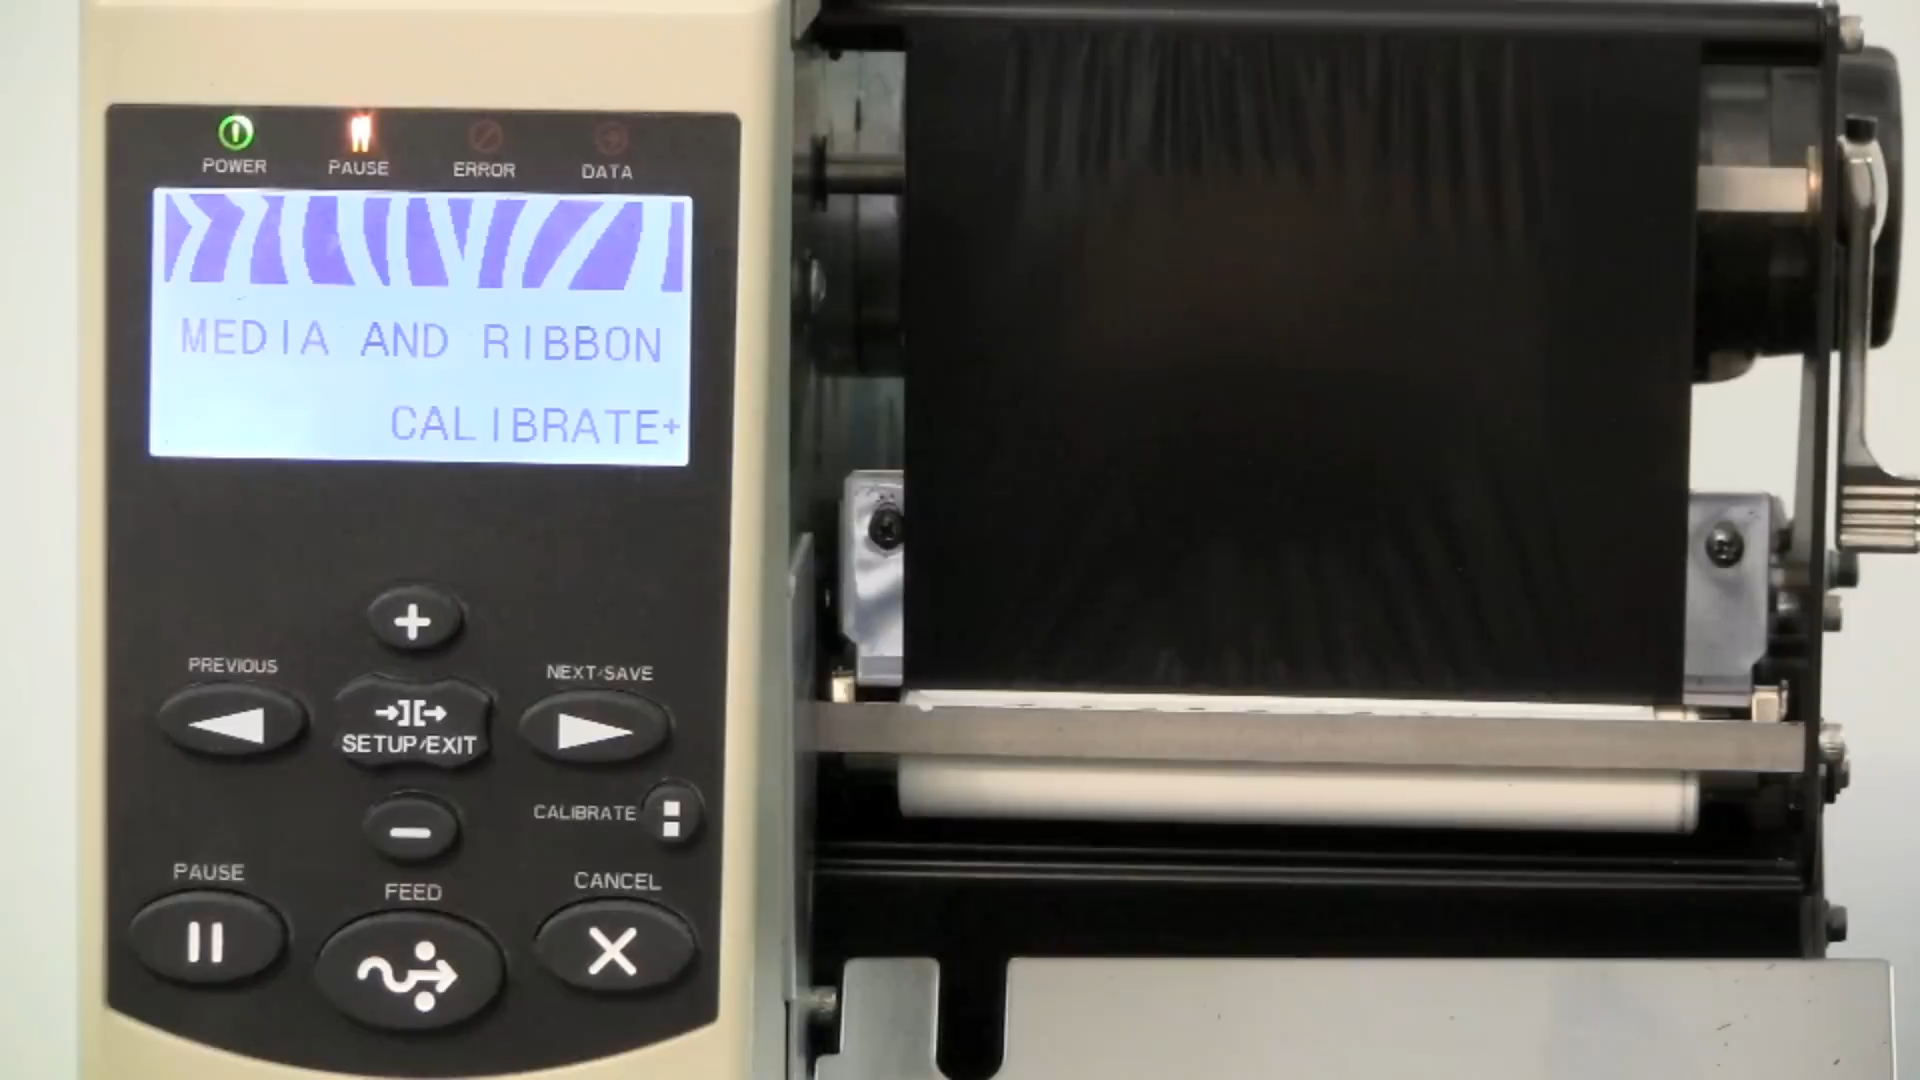 POWER PAUSE ERROR DATA
MEDIA AND RIBBON
CALIBRATE+
PREVIOUS
NEXT/SAVE
SETUP/EXIT
CALIBRATE
PAUSE
FEED
CANCEL